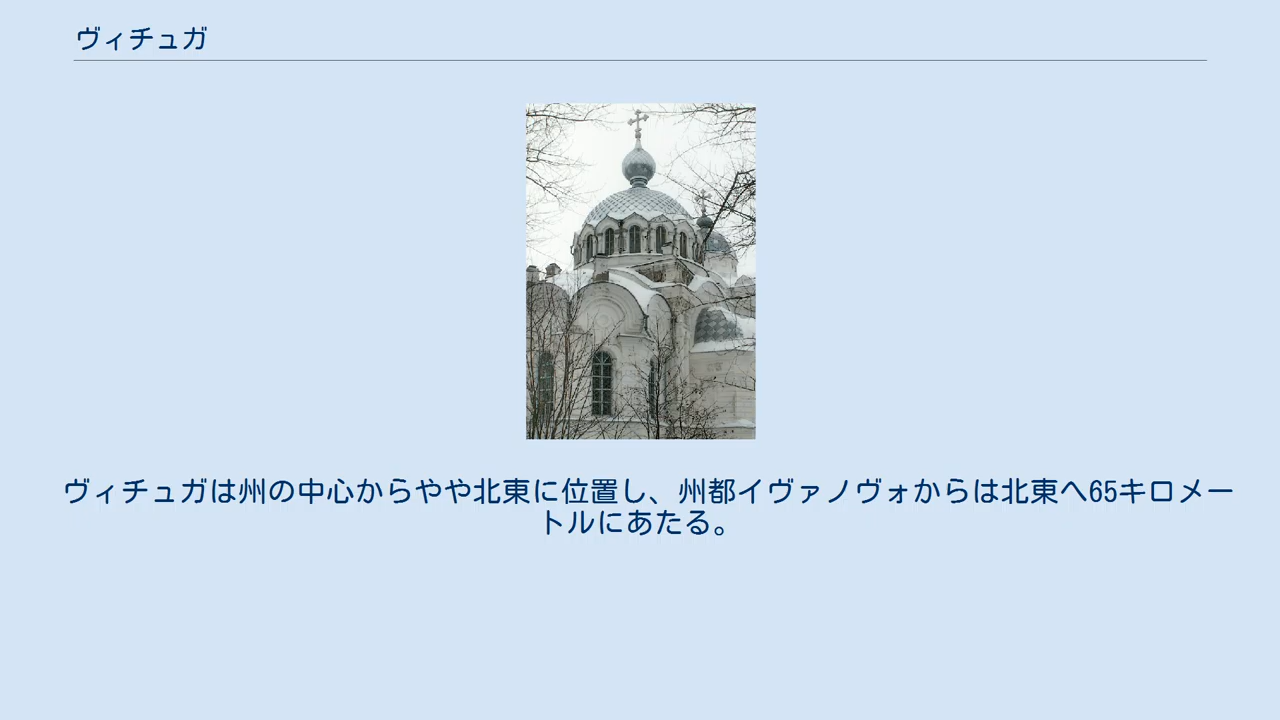 ヴィチュガ
ヴィチュガは州の中心からやや北東に位置し、州都イヴァノヴォからは北東へ65キロメー
トルにあたる。